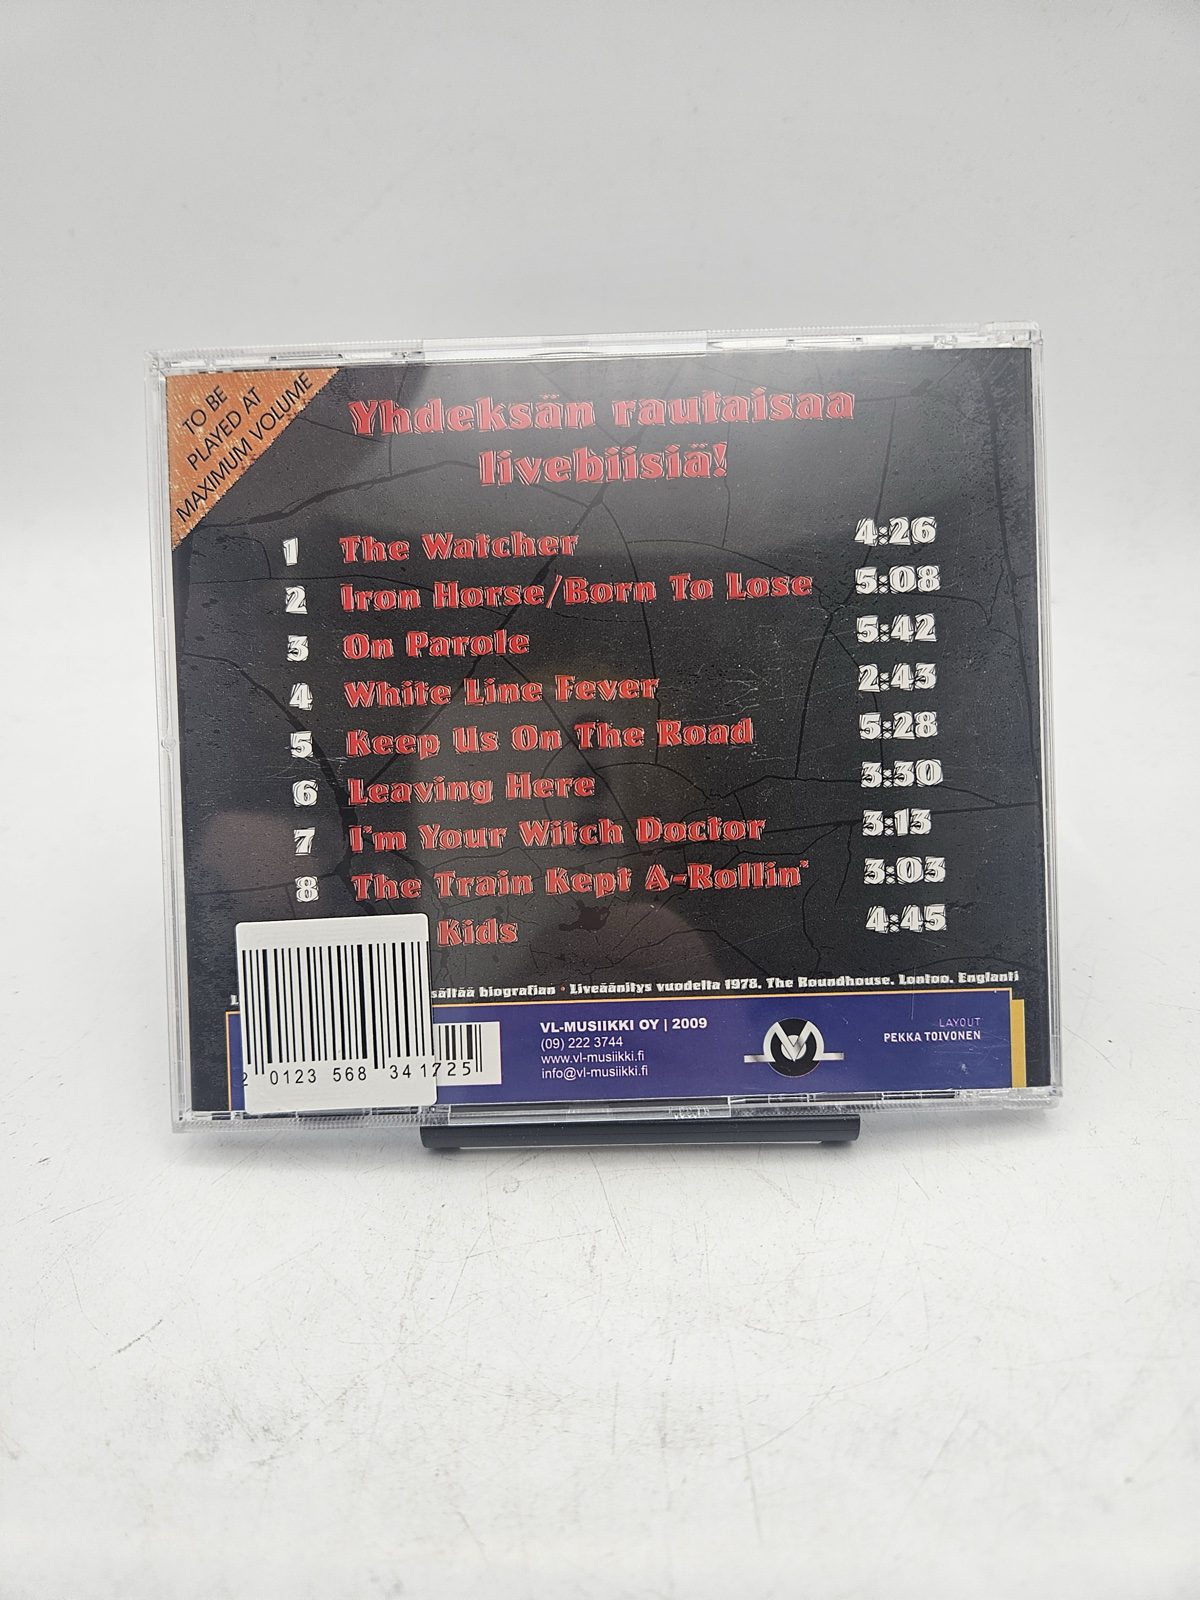 TO BE
PLAYED AT
MAXIMUM VOLUME
Yhdeksän rautaisaa
livebiisiä!
1 The Watcher 4:26
2 Iron Horse/Born To Lose 5:08
3 On Parole 5:42
4 White Line Fever 2:43
5 Keep Us On The Road 5:28
6 Leaving Here 3:30
7 I'm Your Witch Doctor 3:13
8 The Train Kept A-Rollin' 3:03
Kids 4:45
sältää biografian • Liveäänitys vuodelta 1978. The Roundhouse. Lontoo. Englanti
VL-MUSIIKKI OY | 2009
(09) 222 3744
www.vl-musiikki.fi
info@vl-musiikki.fi
LAYOUT
PEKKA TOIVONEN
2 0123 568 341725